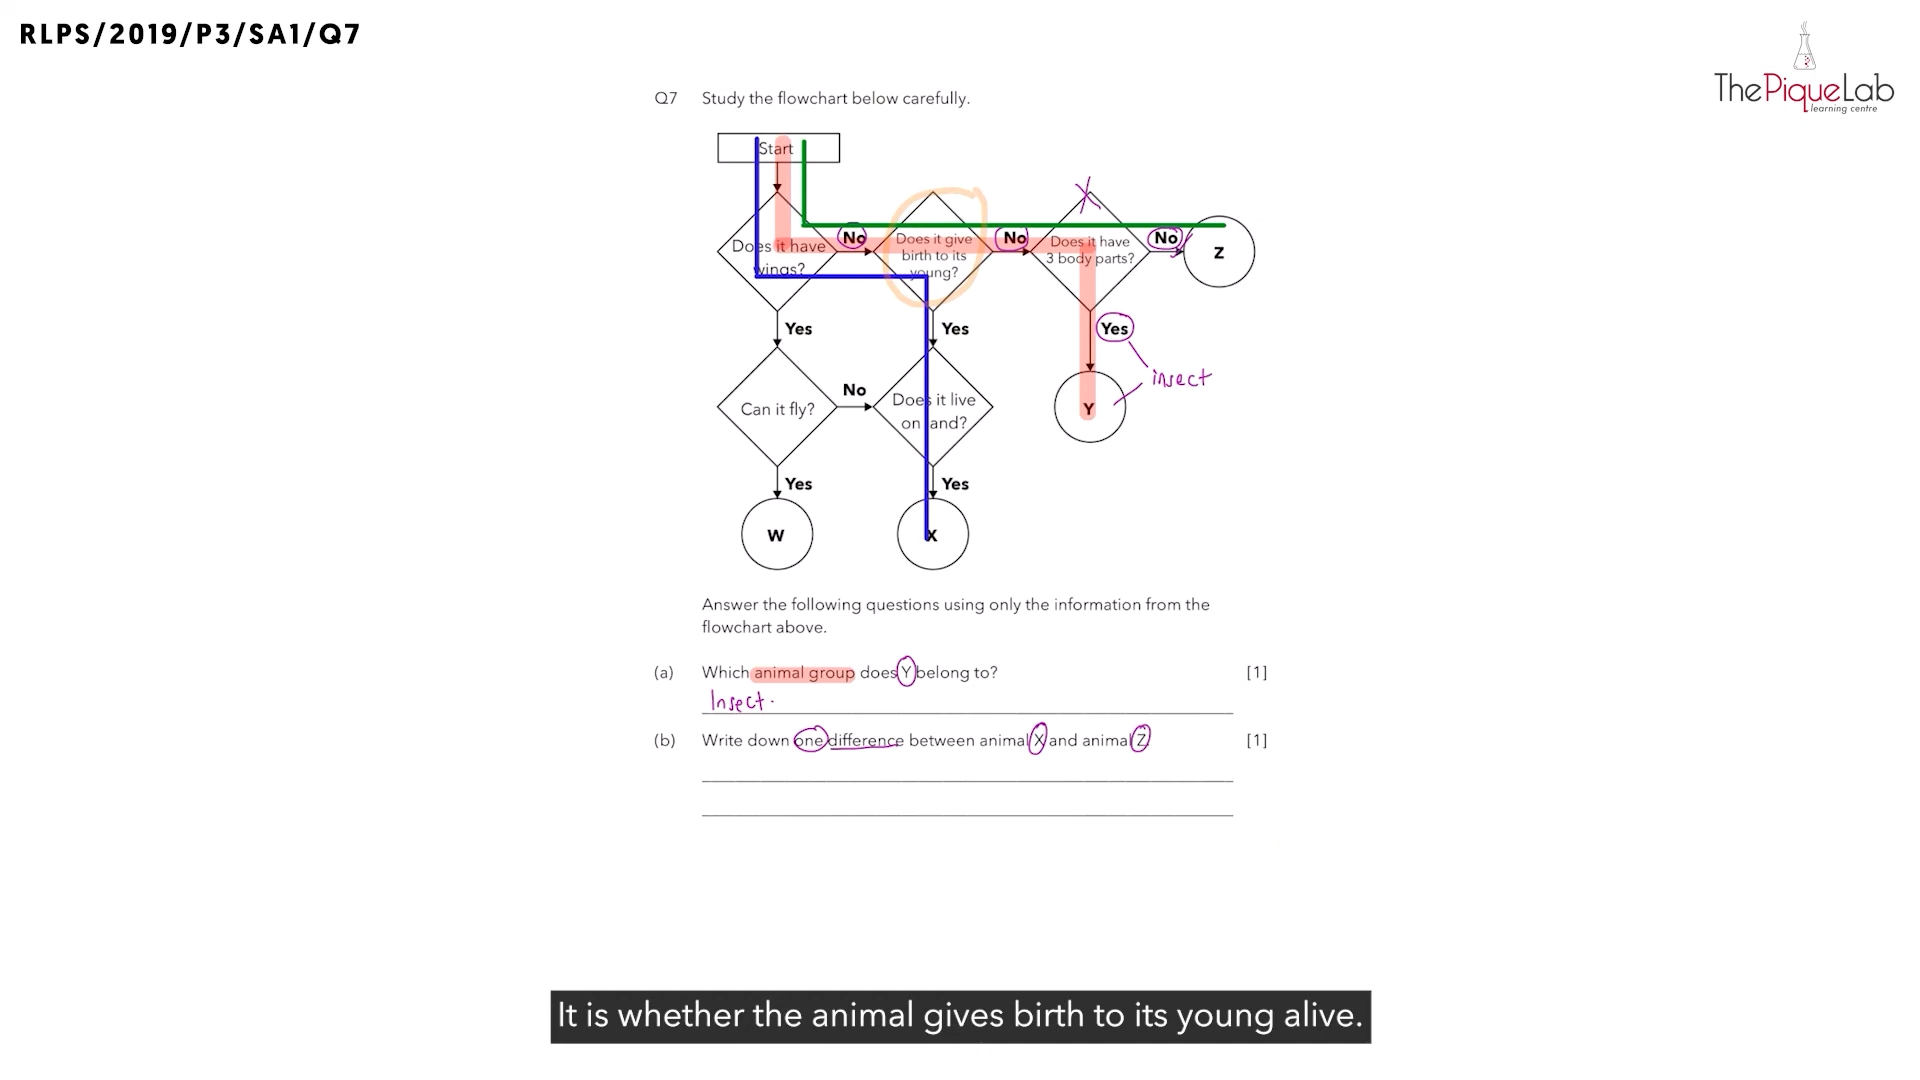 RLPS/2019/P3/SA1/Q7
ThePiqueLab
learning centre
Q7 Study the flowchart below carefully.
Start
Does it have
wings?
No
Does it give
birth to its
young?
No
Does it have
3 body parts?
No
Z
Yes
Yes
Yes
insect
Can it fly?
No
Does it live
on land?
Y
Yes
Yes
W
X
Answer the following questions using only the information from the
flowchart above.
(a) Which animal group does Y belong to? [1]
Insect.
(b) Write down one difference between animal X and animal Z. [1]
It is whether the animal gives birth to its young alive.